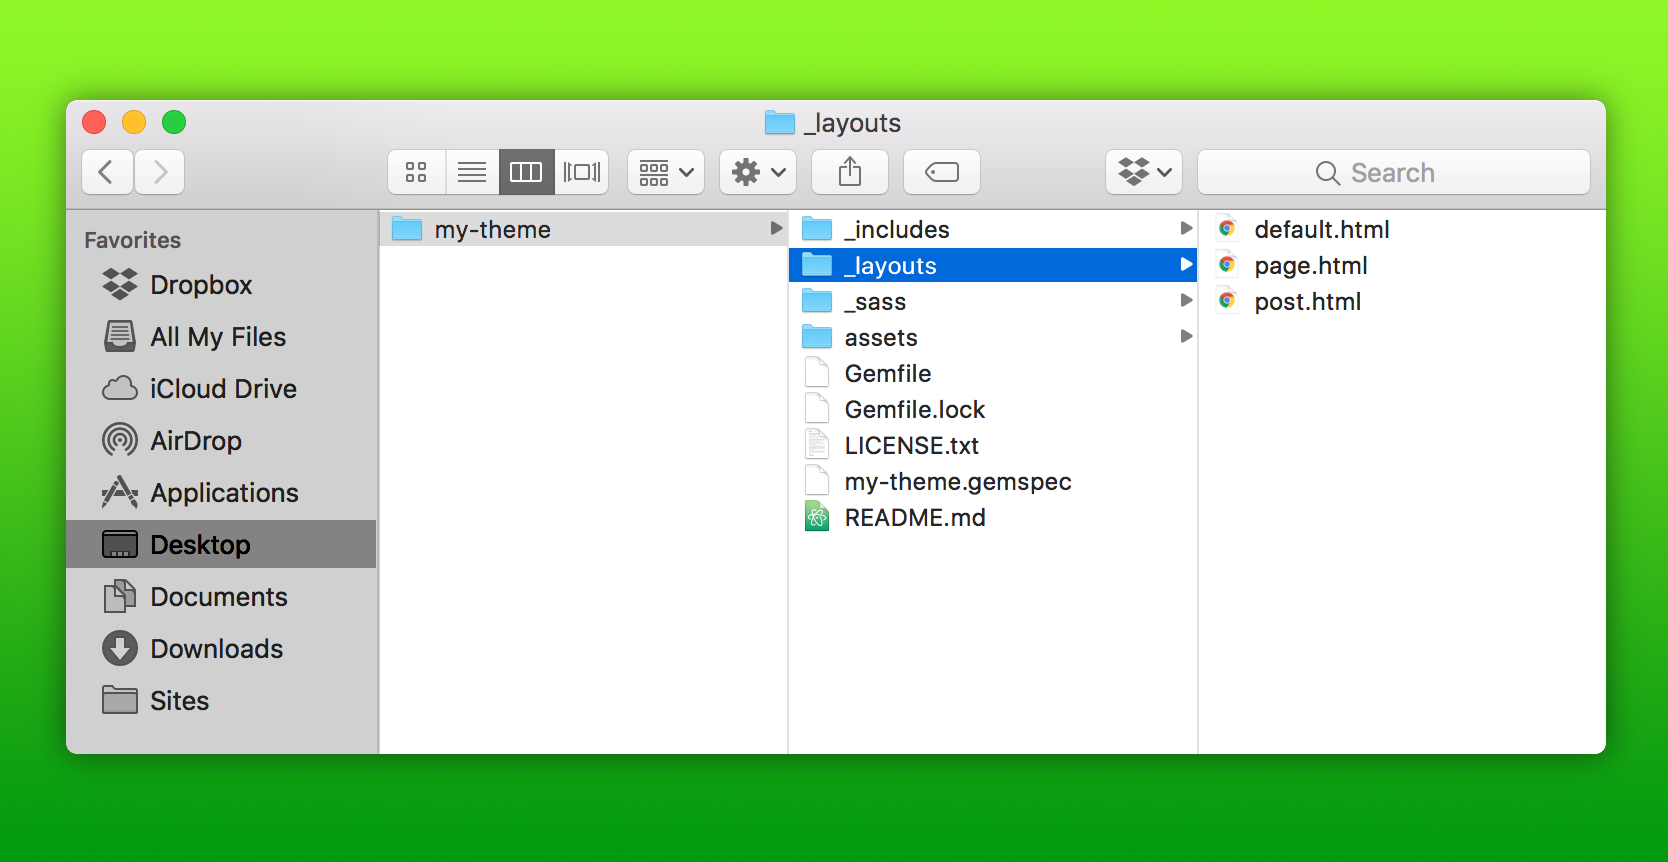 _layouts
Search
Favorites
Dropbox
All My Files
iCloud Drive
AirDrop
Applications
Desktop
Documents
Downloads
Sites
my-theme
_includes
_layouts
_sass
assets
Gemfile
Gemfile.lock
LICENSE.txt
my-theme.gemspec
README.md
default.html
page.html
post.html